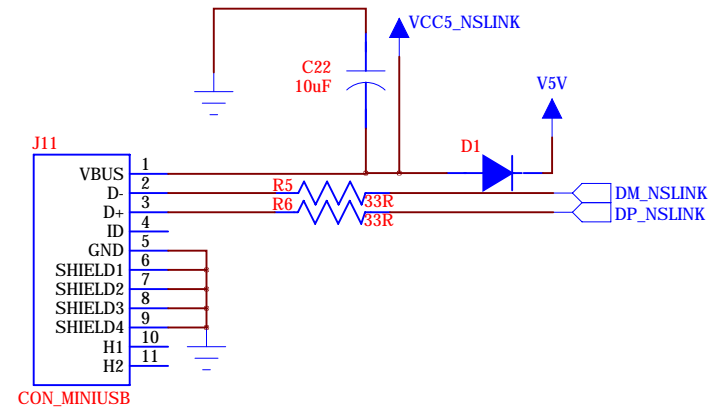 VCC5_NSLINK
C22
10uF
V5V
J11
D1
VBUS 1
D- 2
R5
33R
DM_NSLINK
D+ 3
R6
33R
DP_NSLINK
ID 4
GND 5
SHIELD1 6
SHIELD2 7
SHIELD3 8
SHIELD4 9
H1 10
H2 11
CON_MINIUSB